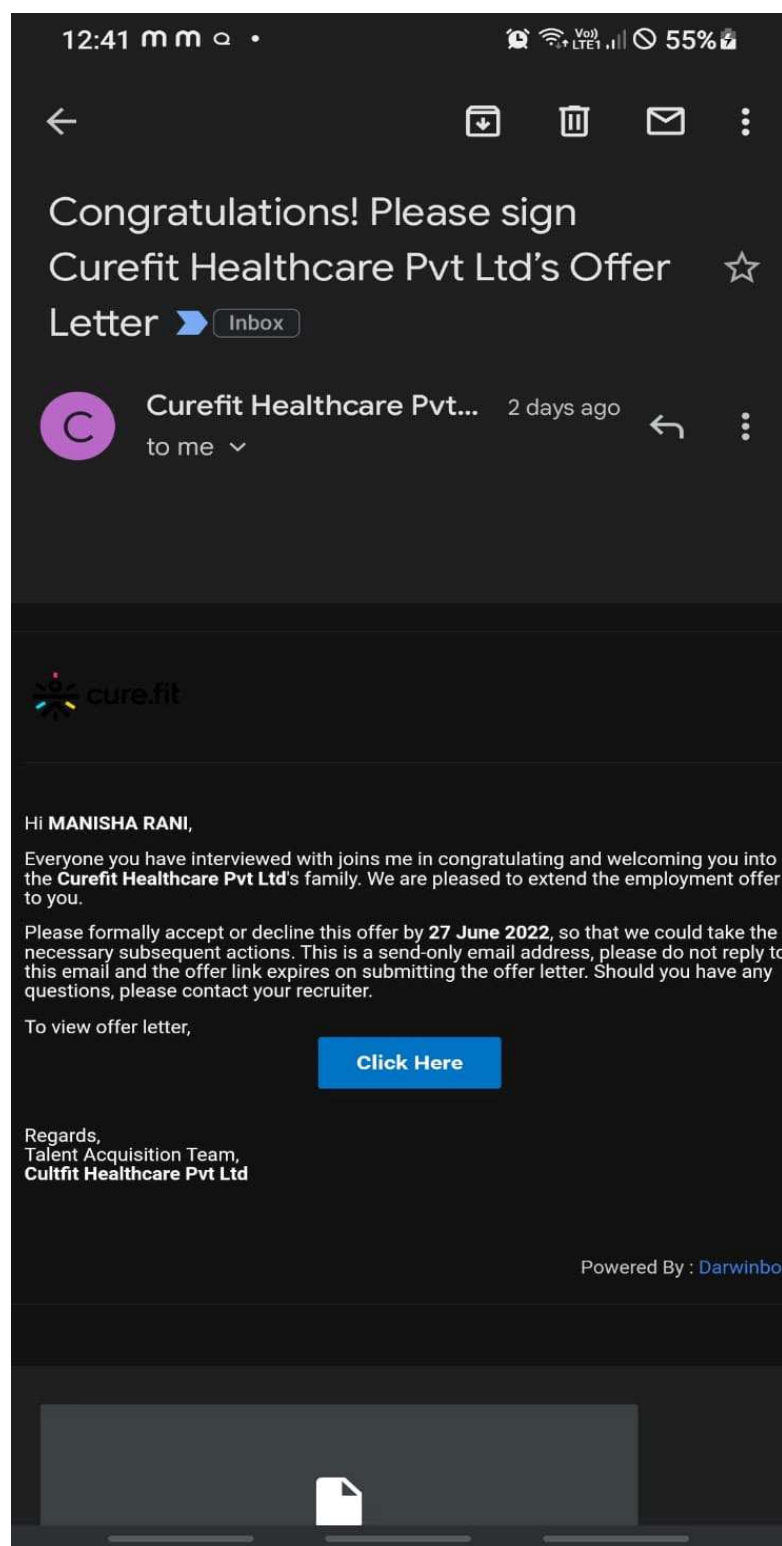 12:41 m m
Vo))
LTE1
55%
Congratulations! Please sign
Curefit Healthcare Pvt Ltd's Offer
Letter Inbox
C
Curefit Healthcare Pvt... 2 days ago
to me
cure.fit
Hi MANISHA RANI,
Everyone you have interviewed with joins me in congratulating and welcoming you into
the Curefit Healthcare Pvt Ltd's family. We are pleased to extend the employment offer
to you.
Please formally accept or decline this offer by 27 June 2022, so that we could take the
necessary subsequent actions. This is a send-only email address, please do not reply to
this email and the offer link expires on submitting the offer letter. Should you have any
questions, please contact your recruiter.
To view offer letter,
Click Here
Regards,
Talent Acquisition Team,
Cultfit Healthcare Pvt Ltd
Powered By : Darwinbo